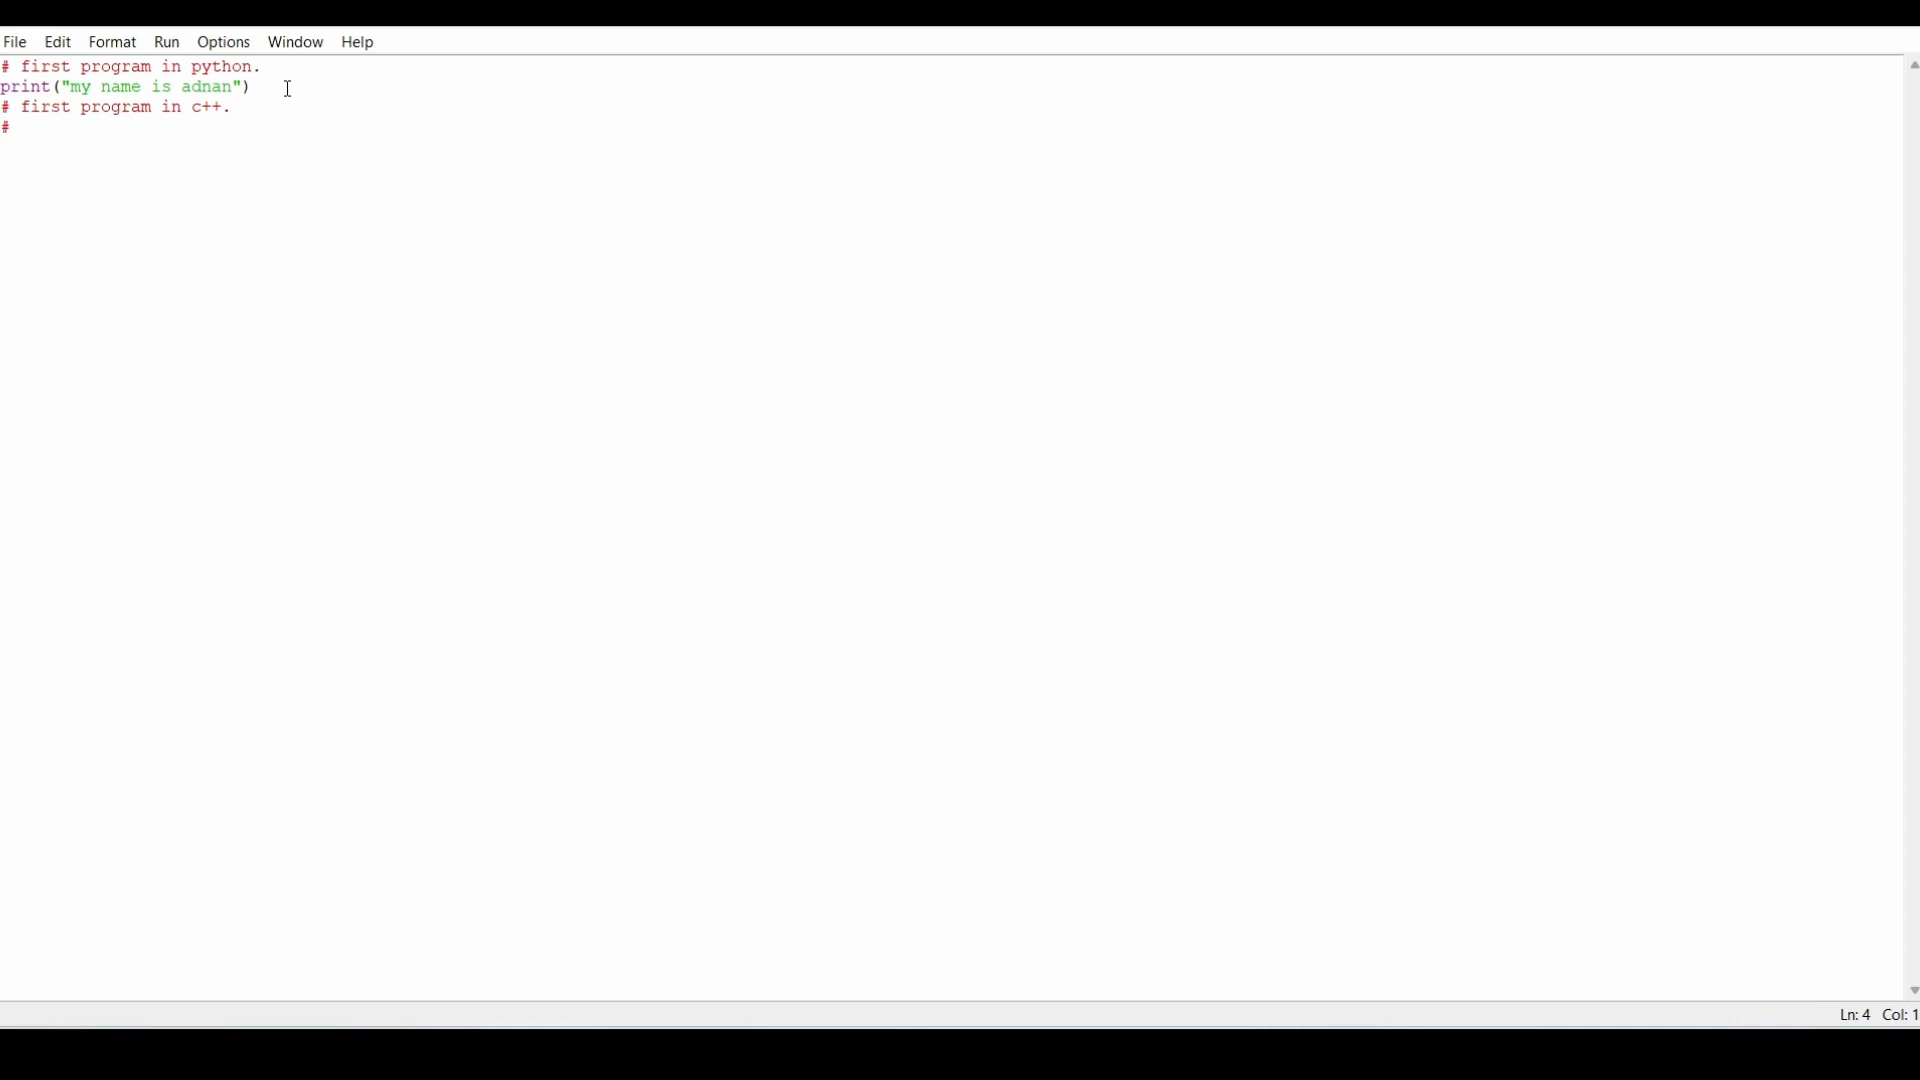 File Edit Format Run Options Window Help
# first program in python.
print("my name is adnan")
# first program in c++.
#
Ln: 4 Col: 1